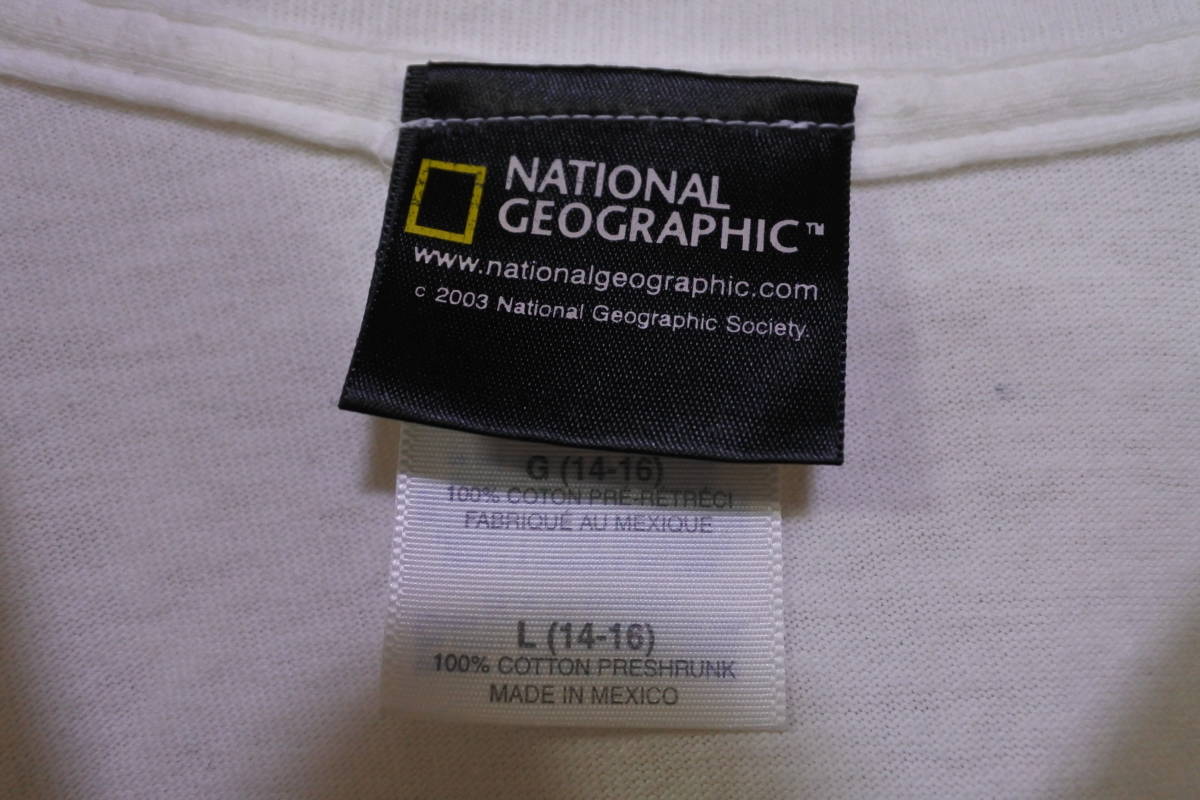 NATIONAL
GEOGRAPHIC™
www.nationalgeographic.com
c 2003 National Geographic Society.
G (14-16)
100% COTON PRÉ-RETRÉCI
FABRIQUÉ AU MEXIQUE
L (14-16)
100% COTTON PRESHRUNK
MADE IN MEXICO